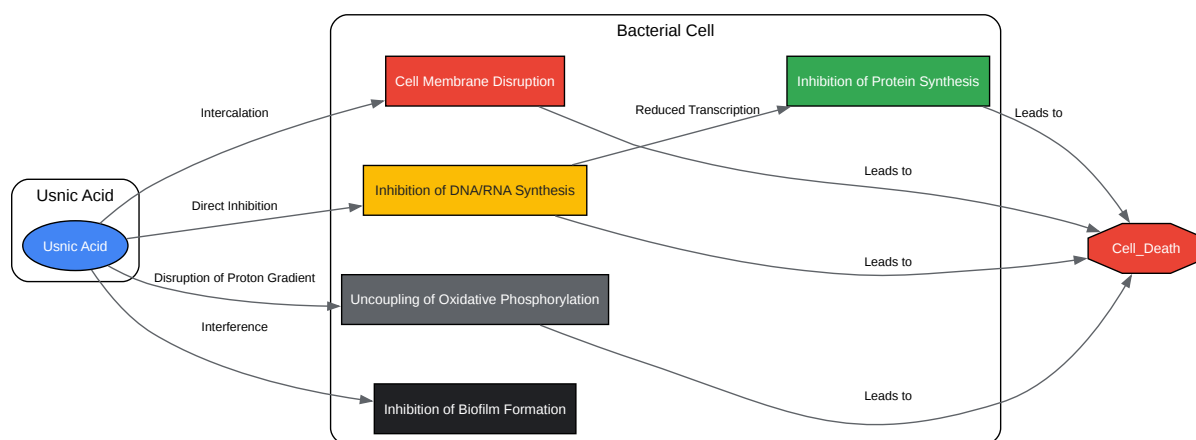 Bacterial Cell
Cell Membrane Disruption
Inhibition of Protein Synthesis
Intercalation
Reduced Transcription
Leads to
Leads to
Usnic Acid
Inhibition of DNA/RNA Synthesis
Direct Inhibition
Usnic Acid
Cell_Death
Leads to
Disruption of Proton Gradient
Uncoupling of Oxidative Phosphorylation
Interference
Leads to
Inhibition of Biofilm Formation